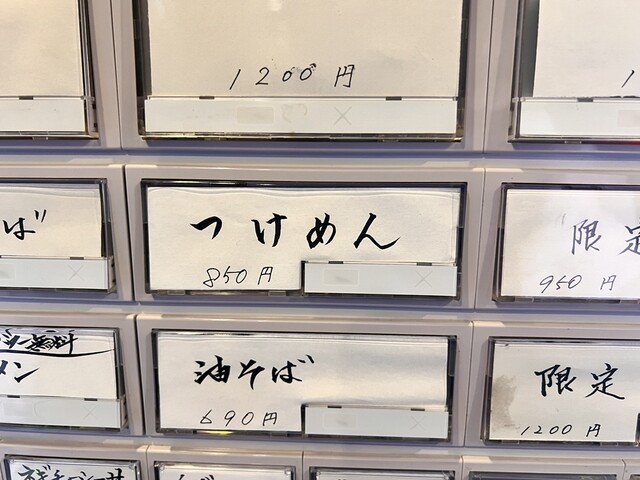 1200円
ば
つけめん
850円
限定
950円
メン
油そば
690円
限定
1200円